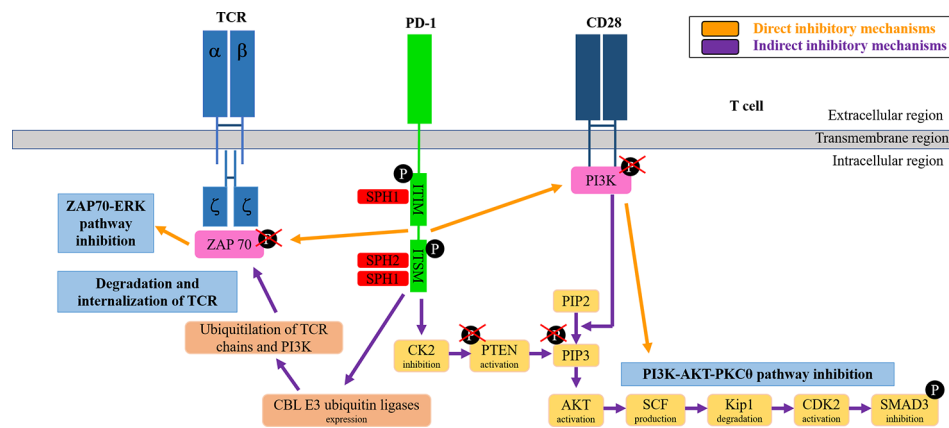 TCR
PD-1
CD28
Direct inhibitory mechanisms
Indirect inhibitory mechanisms
α β
T cell
Extracellular region
Transmembrane region
Intracellular region
P
P
PI3K
SPH1
ITIM
ζ ζ
ZAP70-ERK
pathway
inhibition
ZAP 70
P
P
ITSM
SPH2
SPH1
Degradation and
internalization of TCR
PIP2
Ubiquitilation of TCR
chains and PI3K
P
P
CK2
inhibition
PTEN
activation
PIP3
PI3K-AKT-PKCθ pathway inhibition
CBL E3 ubiquitin ligases
expression
AKT
activation
SCF
production
Kip1
degradation
CDK2
activation
SMAD3
inhibition
P